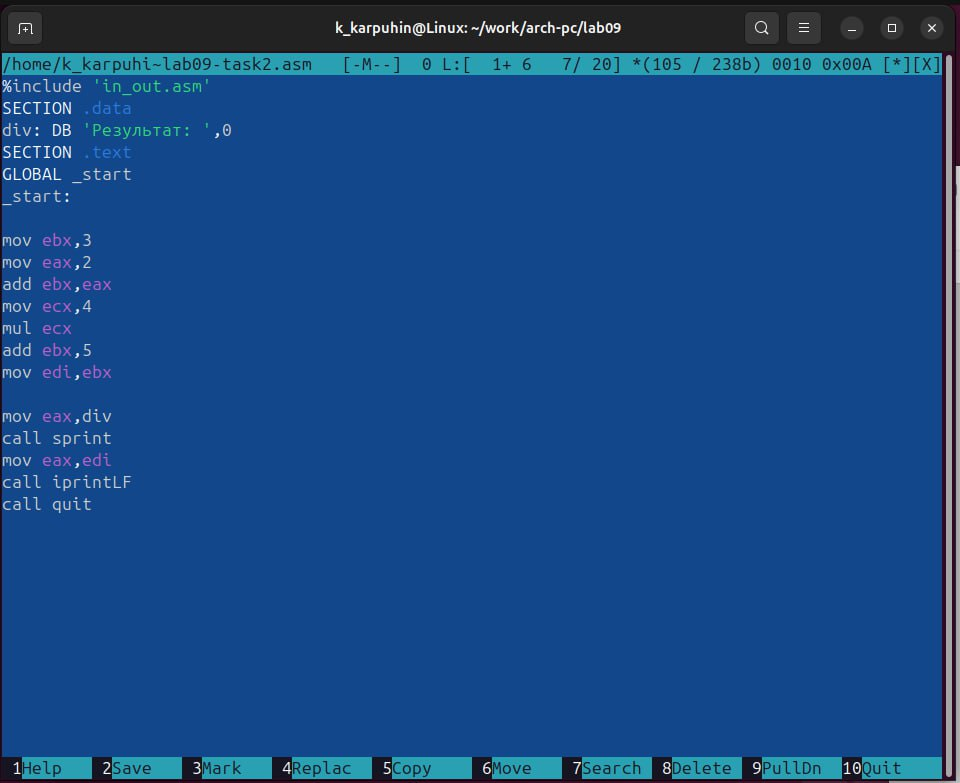 k_karpuhin@Linux: ~/work/arch-pc/lab09
/home/k_karpuhi~lab09-task2.asm   [-M--]  0 L:[  1+ 6   7/ 20] *(105 / 238b) 0010 0x00A [*][X]
%include 'in_out.asm'
SECTION .data
div: DB 'Результат: ',0
SECTION .text
GLOBAL _start
_start:

mov ebx,3
mov eax,2
add ebx,eax
mov ecx,4
mul ecx
add ebx,5
mov edi,ebx

mov eax,div
call sprint
mov eax,edi
call iprintLF
call quit
1Help 2Save 3Mark 4Replac 5Copy 6Move 7Search 8Delete 9PullDn 10Quit